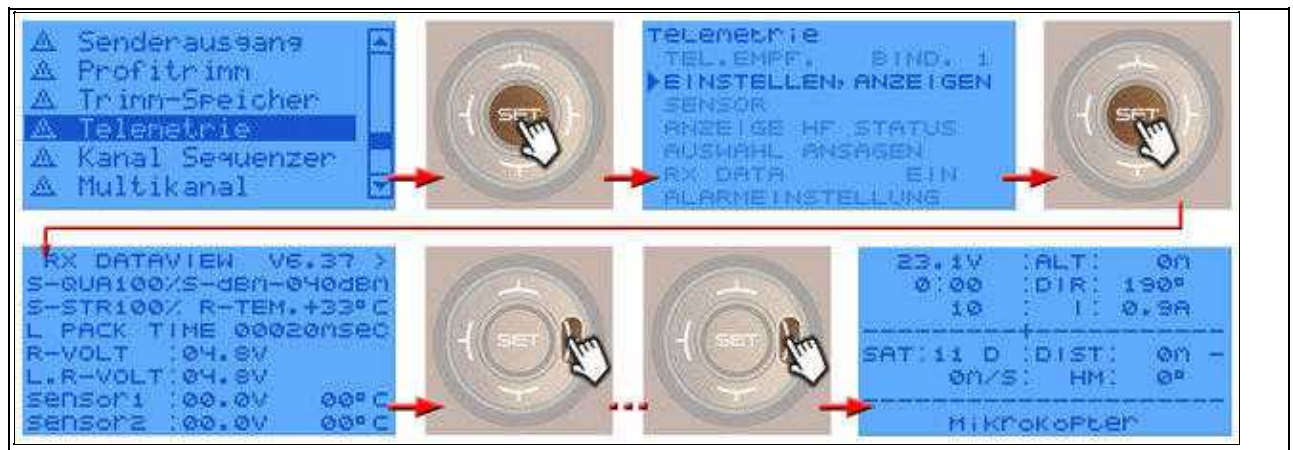 Senderausgang
Profitrimm
Trimm-Speicher
Telemetrie
Kanal Sequenzer
Multikanal
SET
Telemetrie
TEL.EMPF. BIND. 1
EINSTELLEN, ANZEIGEN
SENSOR
ANZEIGE HF STATUS
AUSWAHL ANSAGEN
RX DATA EIN
ALARMEINSTELLUNG
SET
RX DATAVIEW V6.37 >
S-QUA100%S-dBm-040dBm
S-STR100% R-TEM.+33°C
L PACK TIME 00020msec
R-VOLT :04.8V
L.R-VOLT:04.8V
sensor1 :00.0V 00°C
sensor2 :00.0V 00°C
SET
SET
23.1V :ALT: 0m
0:00 :DIR: 190°
10 : I: 0.9A
SAT:11 D :DIST: 0m -
0m/s: HM: 0°
MikroKopter